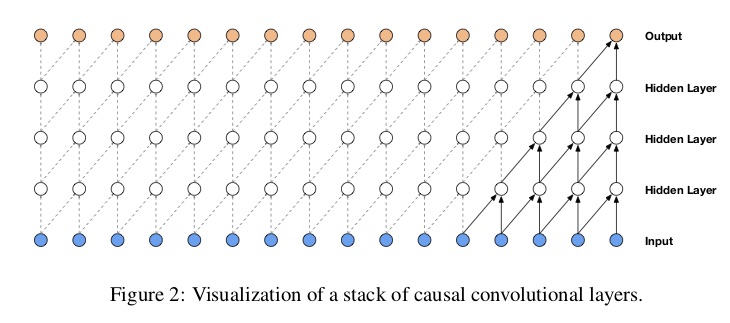 Output
Hidden Layer
Hidden Layer
Hidden Layer
Input
Figure 2: Visualization of a stack of causal convolutional layers.